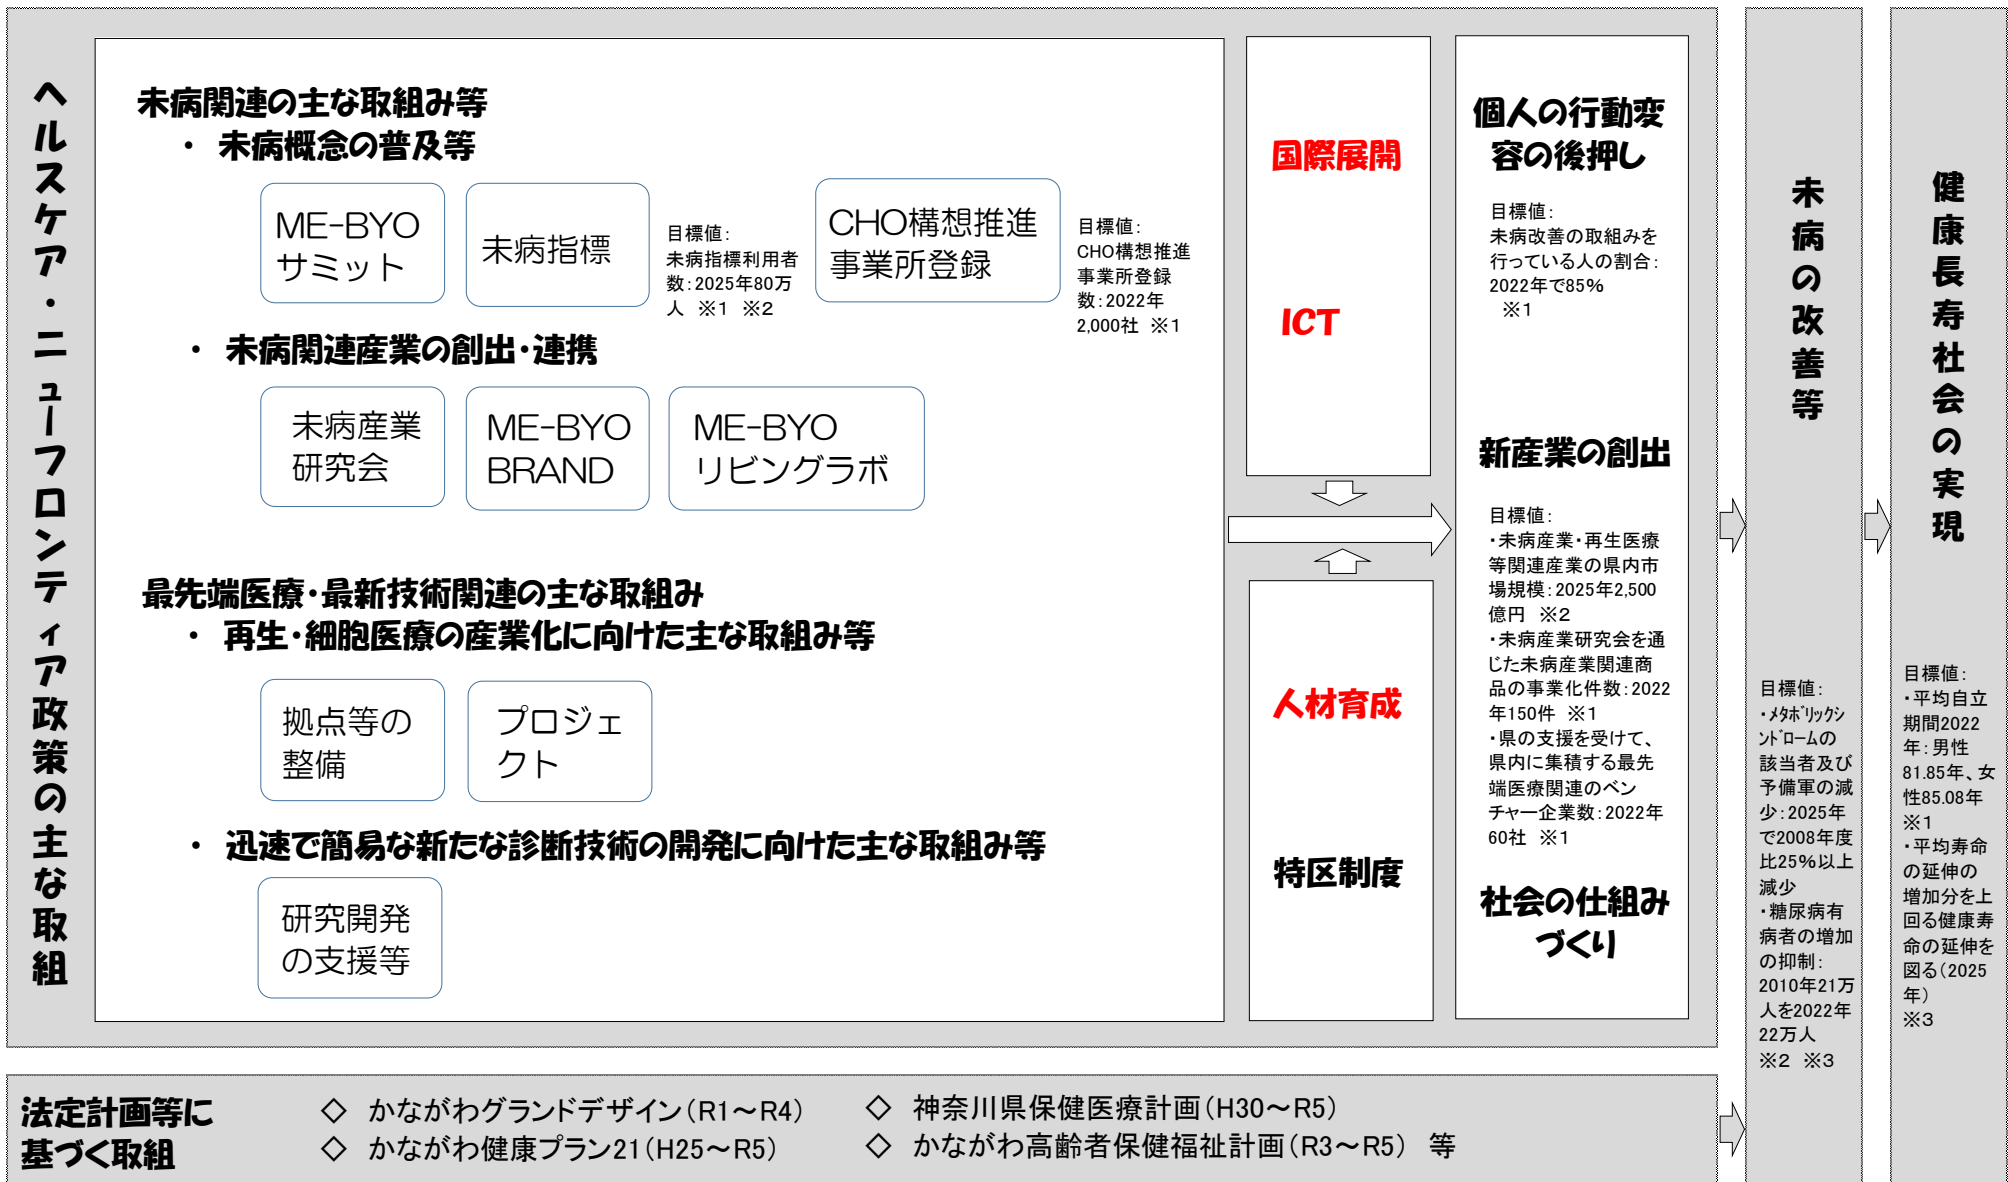 ヘルスケア・ニューフロンティア政策の主な取組
未病関連の主な取組み等
・ 未病概念の普及等
ME-BYO
サミット
未病指標
目標値：
未病指標利用者
数：2025年80万
人 ※1 ※2
CHO構想推進
事業所登録
目標値：
CHO構想推進
事業所登録
数：2022年
2,000社 ※1
・ 未病関連産業の創出・連携
未病産業
研究会
ME-BYO
BRAND
ME-BYO
リビングラボ
最先端医療・最新技術関連の主な取組み
・ 再生・細胞医療の産業化に向けた主な取組み等
拠点等の
整備
プロジェ
クト
・ 迅速で簡易な新たな診断技術の開発に向けた主な取組み等
研究開発
の支援等
国際展開
ICT
人材育成
特区制度
個人の行動変
容の後押し
目標値：
未病改善の取組みを
行っている人の割合：
2022年で85%
※1
新産業の創出
目標値：
・未病産業・再生医療
等関連産業の県内市
場規模：2025年2,500
億円 ※2
・未病産業研究会を通
じた未病産業関連商
品の事業化件数：2022
年150件 ※1
・県の支援を受けて、
県内に集積する最先
端医療関連のベン
チャー企業数：2022年
60社 ※1
社会の仕組み
づくり
未病の改善等
目標値：
・ﾒﾀﾎﾞﾘｯｸｼ
ﾝﾄﾞﾛｰﾑの
該当者及び
予備軍の減
少：2025年
で2008年度
比25%以上
減少
・糖尿病有
病者の増加
の抑制：
2010年21万
人を2022年
22万人
※2 ※3
健康長寿社会の実現
目標値：
・平均自立
期間2022
年：男性
81.85年、女
性85.08年
※1
・平均寿命
の延伸の
増加分を上
回る健康寿
命の延伸を
図る（2025
年）
※3
法定計画等に
基づく取組
◇ かながわグランドデザイン（R1～R4）
◇ かながわ健康プラン21（H25～R5）
◇ 神奈川県保健医療計画（H30～R5）
◇ かながわ高齢者保健福祉計画（R3～R5） 等